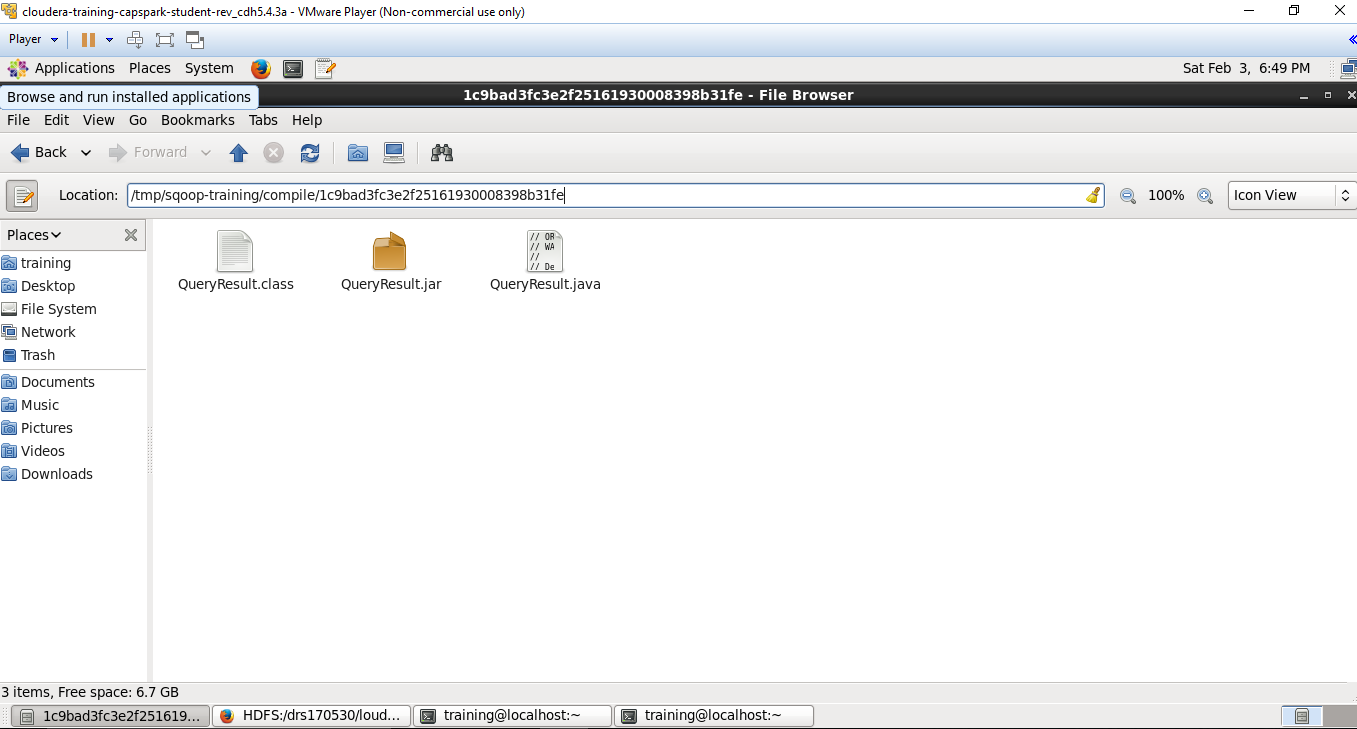 cloudera-training-capspark-student-rev_cdh5.4.3a - VMware Player (Non-commercial use only)
Player
Applications Places System Sat Feb 3, 6:49 PM
Browse and run installed applications
1c9bad3fc3e2f25161930008398b31fe - File Browser
File Edit View Go Bookmarks Tabs Help
Back Forward
Location: /tmp/sqoop-training/compile/1c9bad3fc3e2f25161930008398b31fe 100% Icon View
Places
training
Desktop
File System
Network
Trash
Documents
Music
Pictures
Videos
Downloads
// OR
// WA
//
// De
QueryResult.class QueryResult.jar QueryResult.java
3 items, Free space: 6.7 GB
1c9bad3fc3e2f251619... HDFS:/drs170530/loud... training@localhost:~ training@localhost:~